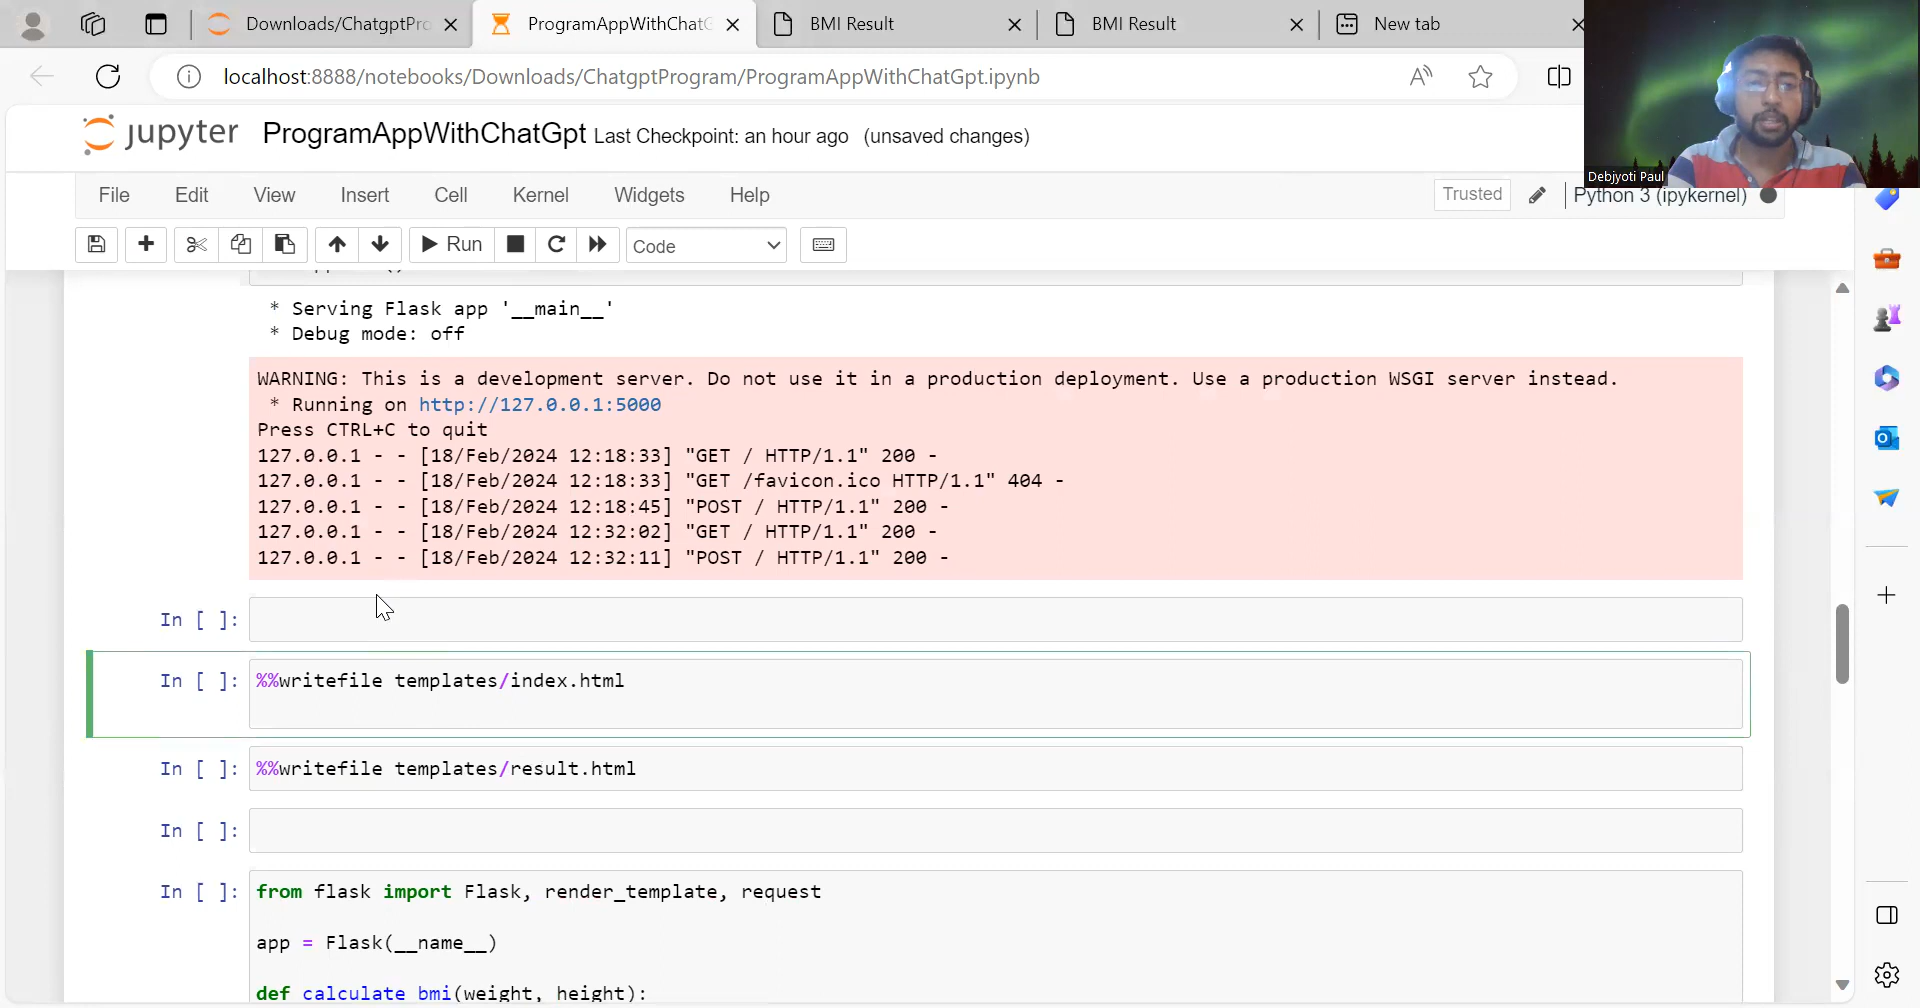 Downloads/ChatgptPro
ProgramAppWithChatG
BMI Result
BMI Result
New tab
localhost:8888/notebooks/Downloads/ChatgptProgram/ProgramAppWithChatGpt.ipynb
Debjyoti Paul
jupyter ProgramAppWithChatGpt Last Checkpoint: an hour ago (unsaved changes)
File Edit View Insert Cell Kernel Widgets Help
Trusted
Python 3 (ipykernel)
Run
Code
* Serving Flask app '__main__'
* Debug mode: off
WARNING: This is a development server. Do not use it in a production deployment. Use a production WSGI server instead.
* Running on http://127.0.0.1:5000
Press CTRL+C to quit
127.0.0.1 - - [18/Feb/2024 12:18:33] "GET / HTTP/1.1" 200 -
127.0.0.1 - - [18/Feb/2024 12:18:33] "GET /favicon.ico HTTP/1.1" 404 -
127.0.0.1 - - [18/Feb/2024 12:18:45] "POST / HTTP/1.1" 200 -
127.0.0.1 - - [18/Feb/2024 12:32:02] "GET / HTTP/1.1" 200 -
127.0.0.1 - - [18/Feb/2024 12:32:11] "POST / HTTP/1.1" 200 -
In [ ]:
In [ ]: %%writefile templates/index.html
In [ ]: %%writefile templates/result.html
In [ ]:
In [ ]: from flask import Flask, render_template, request
app = Flask(__name__)
def calculate_bmi(weight, height):